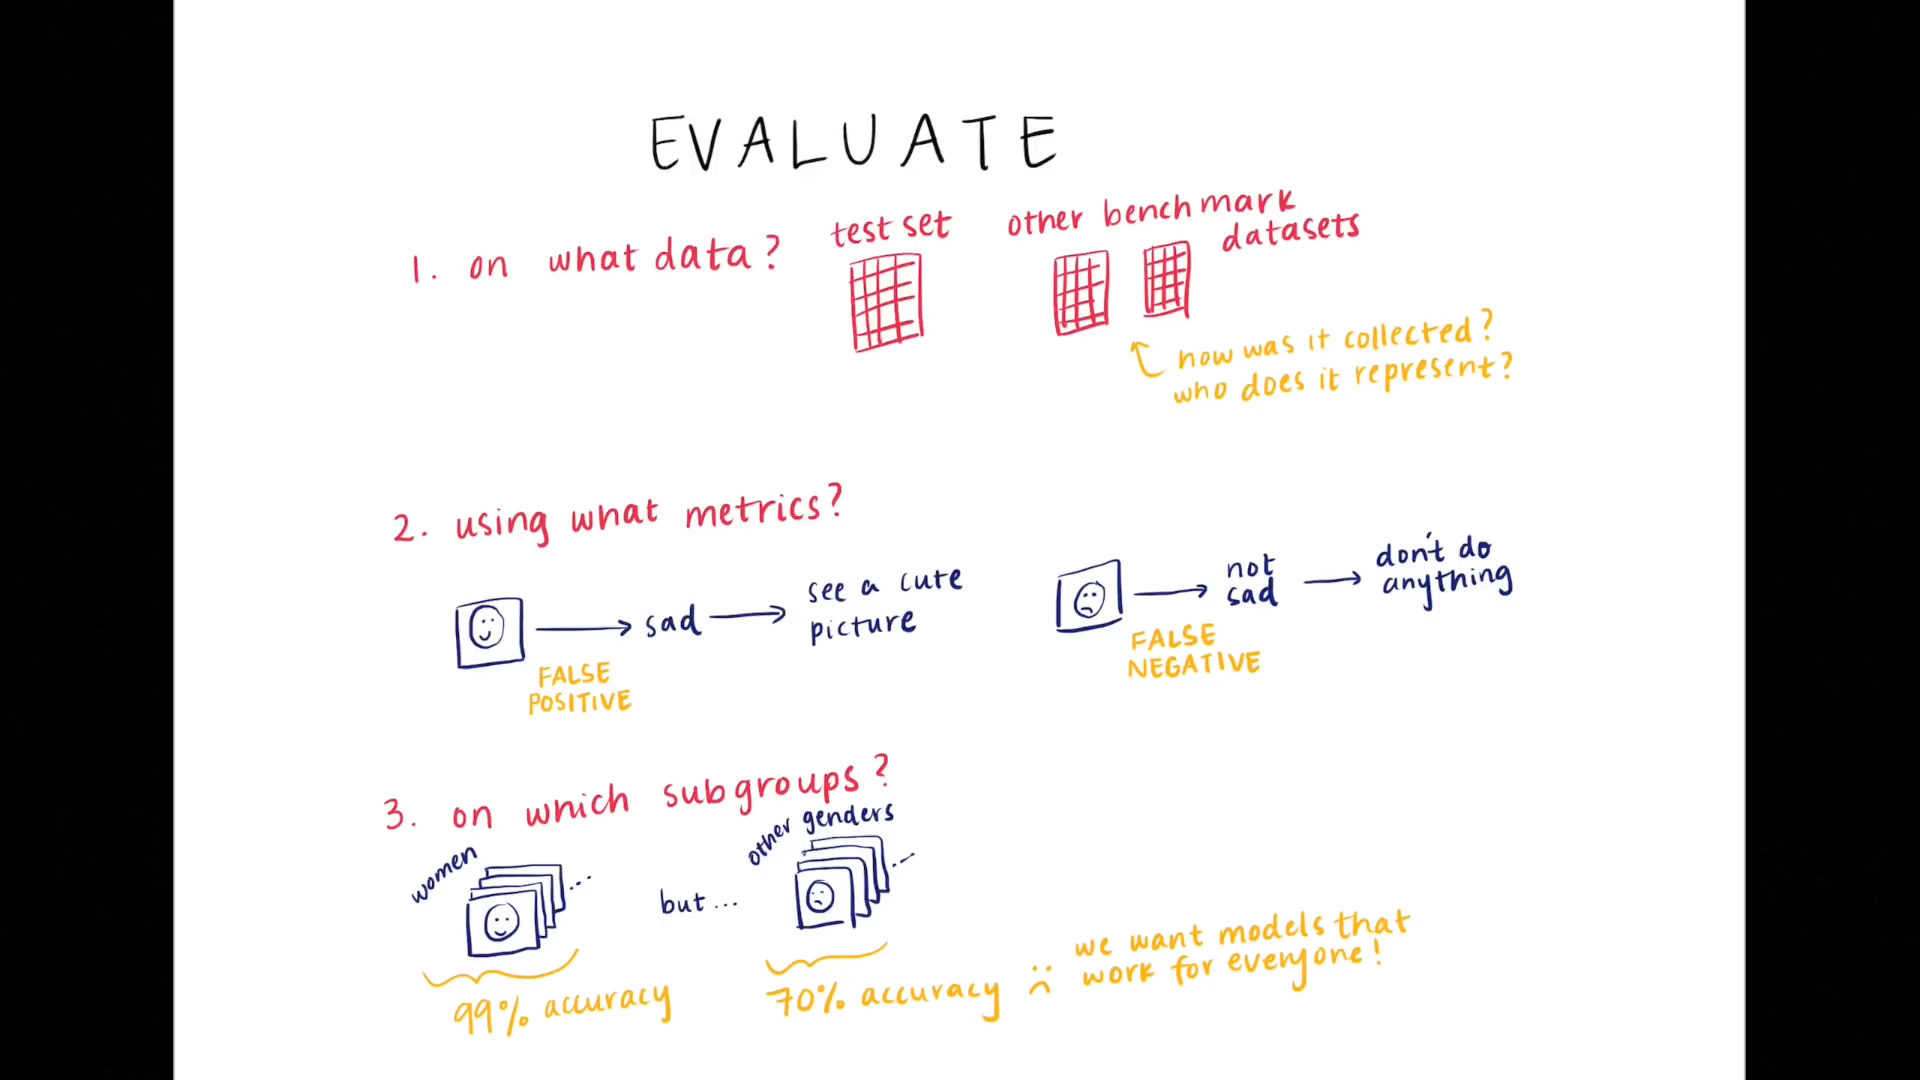 EVALUATE
1. on what data?
test set
other benchmark
datasets
how was it collected?
who does it represent?
2. using what metrics?
sad
see a cute
picture
FALSE
POSITIVE
not
sad
don't do
anything
FALSE
NEGATIVE
3. on which subgroups?
women
but...
other genders
99% accuracy
70% accuracy
we want models that
work for everyone!